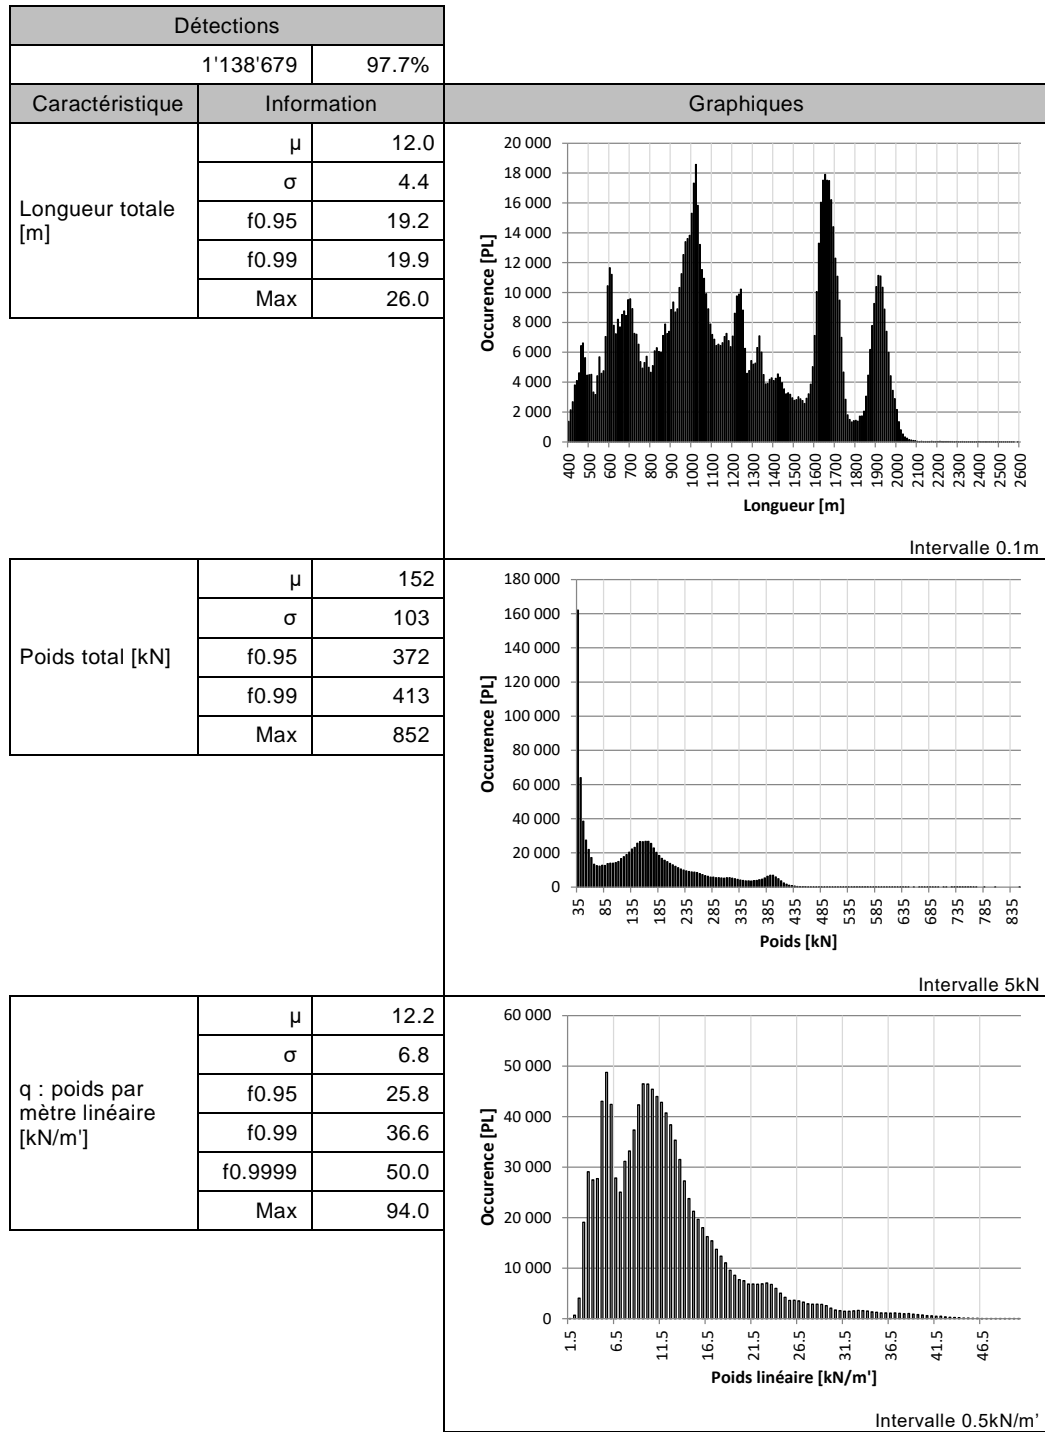 Détections
1'138'679 97.7%
Caractéristique Information Graphiques
Longueur totale
[m]
µ 12.0
σ 4.4
f0.95 19.2
f0.99 19.9
Max 26.0
20 000
18 000
16 000
14 000
12 000
10 000
8 000
6 000
4 000
2 000
0
Occurence [PL]
400 500 600 700 800 900 1000 1100 1200 1300 1400 1500 1600 1700 1800 1900 2000 2100 2200 2300 2400 2500 2600
Longueur [m]
Intervalle 0.1m
Poids total [kN]
µ 152
σ 103
f0.95 372
f0.99 413
Max 852
180 000
160 000
140 000
120 000
100 000
80 000
60 000
40 000
20 000
0
Occurence [PL]
35 85 135 185 235 285 335 385 435 485 535 585 635 685 735 785 835
Poids [kN]
Intervalle 5kN
q : poids par
mètre linéaire
[kN/m']
µ 12.2
σ 6.8
f0.95 25.8
f0.99 36.6
f0.9999 50.0
Max 94.0
60 000
50 000
40 000
30 000
20 000
10 000
0
Occurence [PL]
1.5 6.5 11.5 16.5 21.5 26.5 31.5 36.5 41.5 46.5
Poids linéaire [kN/m']
Intervalle 0.5kN/m’